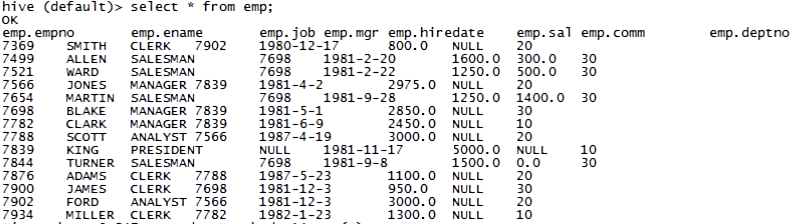 hive (default)> select * from emp;
OK
emp.empno emp.ename emp.job emp.mgr emp.hiredate emp.sal emp.comm emp.deptno
7369 SMITH CLERK 7902 1980-12-17 800.0 NULL 20
7499 ALLEN SALESMAN 7698 1981-2-20 1600.0 300.0 30
7521 WARD SALESMAN 7698 1981-2-22 1250.0 500.0 30
7566 JONES MANAGER 7839 1981-4-2 2975.0 NULL 20
7654 MARTIN SALESMAN 7698 1981-9-28 1250.0 1400.0 30
7698 BLAKE MANAGER 7839 1981-5-1 2850.0 NULL 30
7782 CLARK MANAGER 7839 1981-6-9 2450.0 NULL 10
7788 SCOTT ANALYST 7566 1987-4-19 3000.0 NULL 20
7839 KING PRESIDENT NULL 1981-11-17 5000.0 NULL 10
7844 TURNER SALESMAN 7698 1981-9-8 1500.0 0.0 30
7876 ADAMS CLERK 7788 1987-5-23 1100.0 NULL 20
7900 JAMES CLERK 7698 1981-12-3 950.0 NULL 30
7902 FORD ANALYST 7566 1981-12-3 3000.0 NULL 20
7934 MILLER CLERK 7782 1982-1-23 1300.0 NULL 10